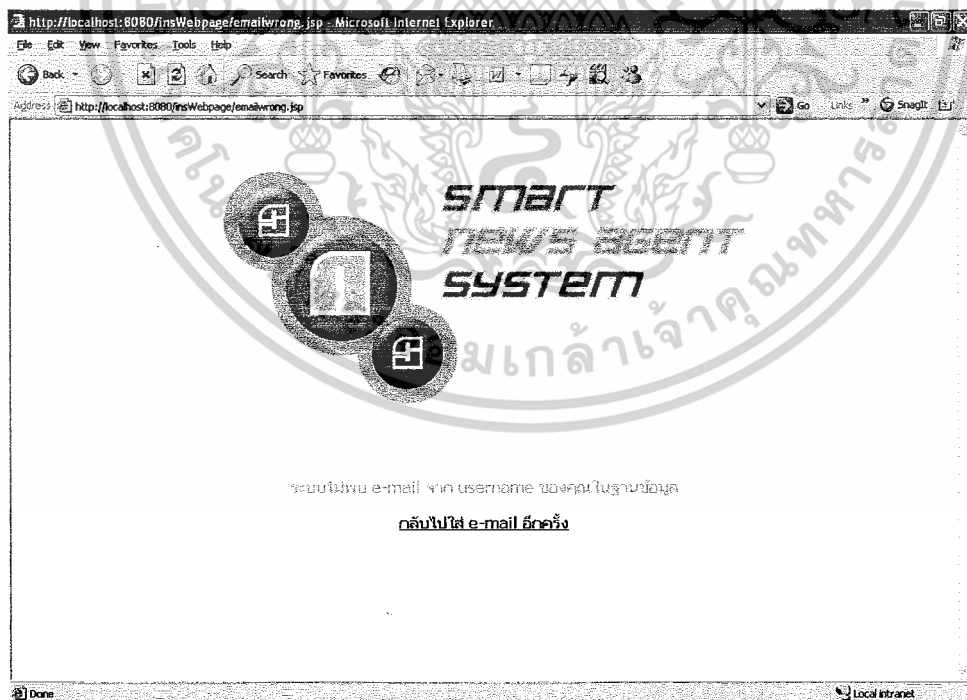 http://localhost:8080/insWebpage/emailwrong.jsp - Microsoft Internet Explorer
File Edit View Favorites Tools Help
Back Search Favorites
Address http://localhost:8080/insWebpage/emailwrong.jsp Go Links » SnagIt
smart
news agent
system
ระบบไม่พบ e-mail จาก username ของคุณ ในฐานข้อมูล
กลับไปใส่ e-mail อีกครั้ง
Done Local intranet